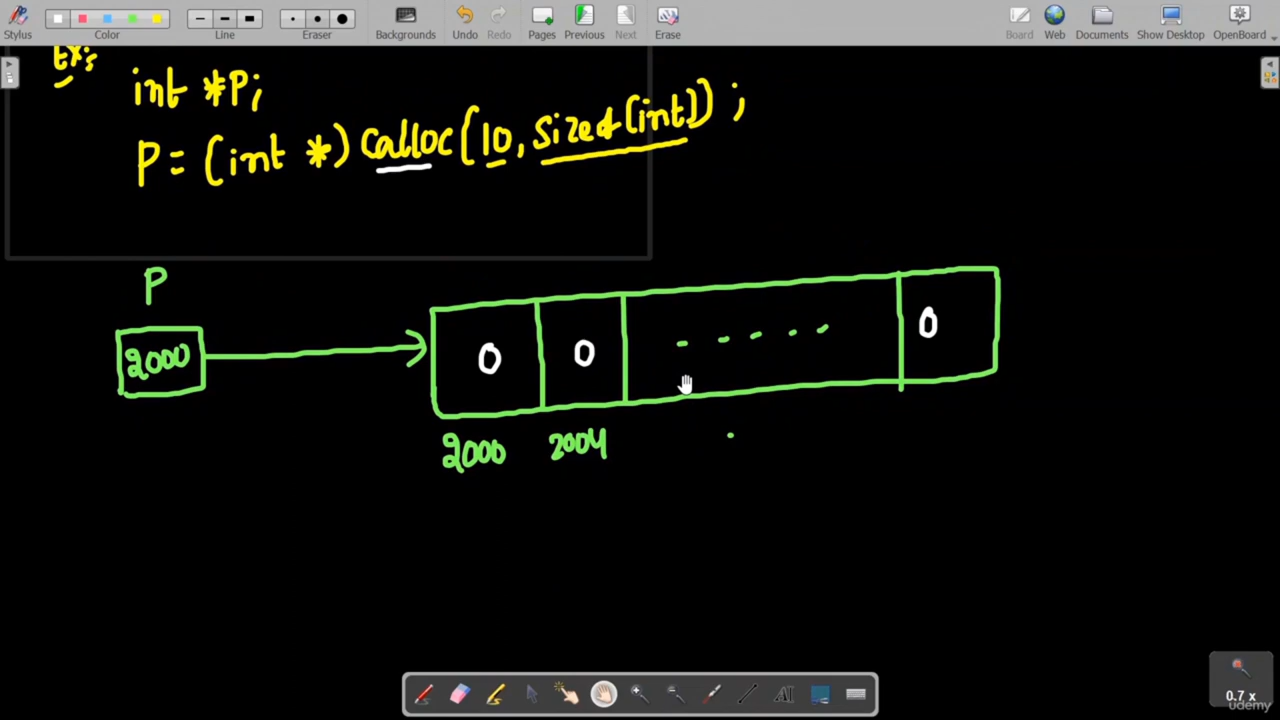 Stylus
Color
Line
Eraser
Backgrounds
Undo
Pages
Previous
Next
Erase
Board
Web
Documents
Show Desktop
OpenBoard
Ex:
int *P;
P = (int *) calloc(10, sizeof(int));
P
2000
0 0 ...... 0
2000 2004
AI
0.7 x
udemy